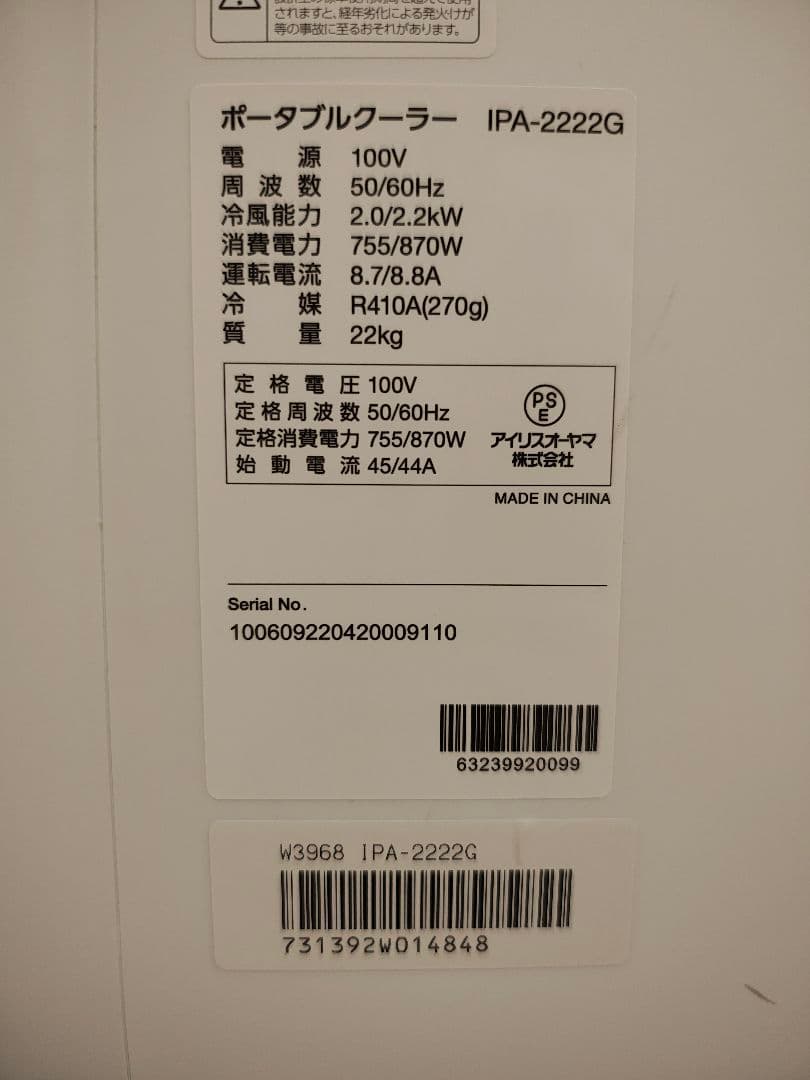 されますと、経年劣化による発火けが
等の事故に至るおそれがあります。
ポータブルクーラー IPA-2222G
電源 100V
周波数 50/60Hz
冷風能力 2.0/2.2kW
消費電力 755/870W
運転電流 8.7/8.8A
冷媒 R410A(270g)
質量 22kg
定格電圧 100V
定格周波数 50/60Hz
定格消費電力 755/870W
始動電流 45/44A
PS
E
アイリスオーヤマ
株式会社
MADE IN CHINA
Serial No.
100609220420009110
63239920099
W3968 IPA-2222G
731392W014848